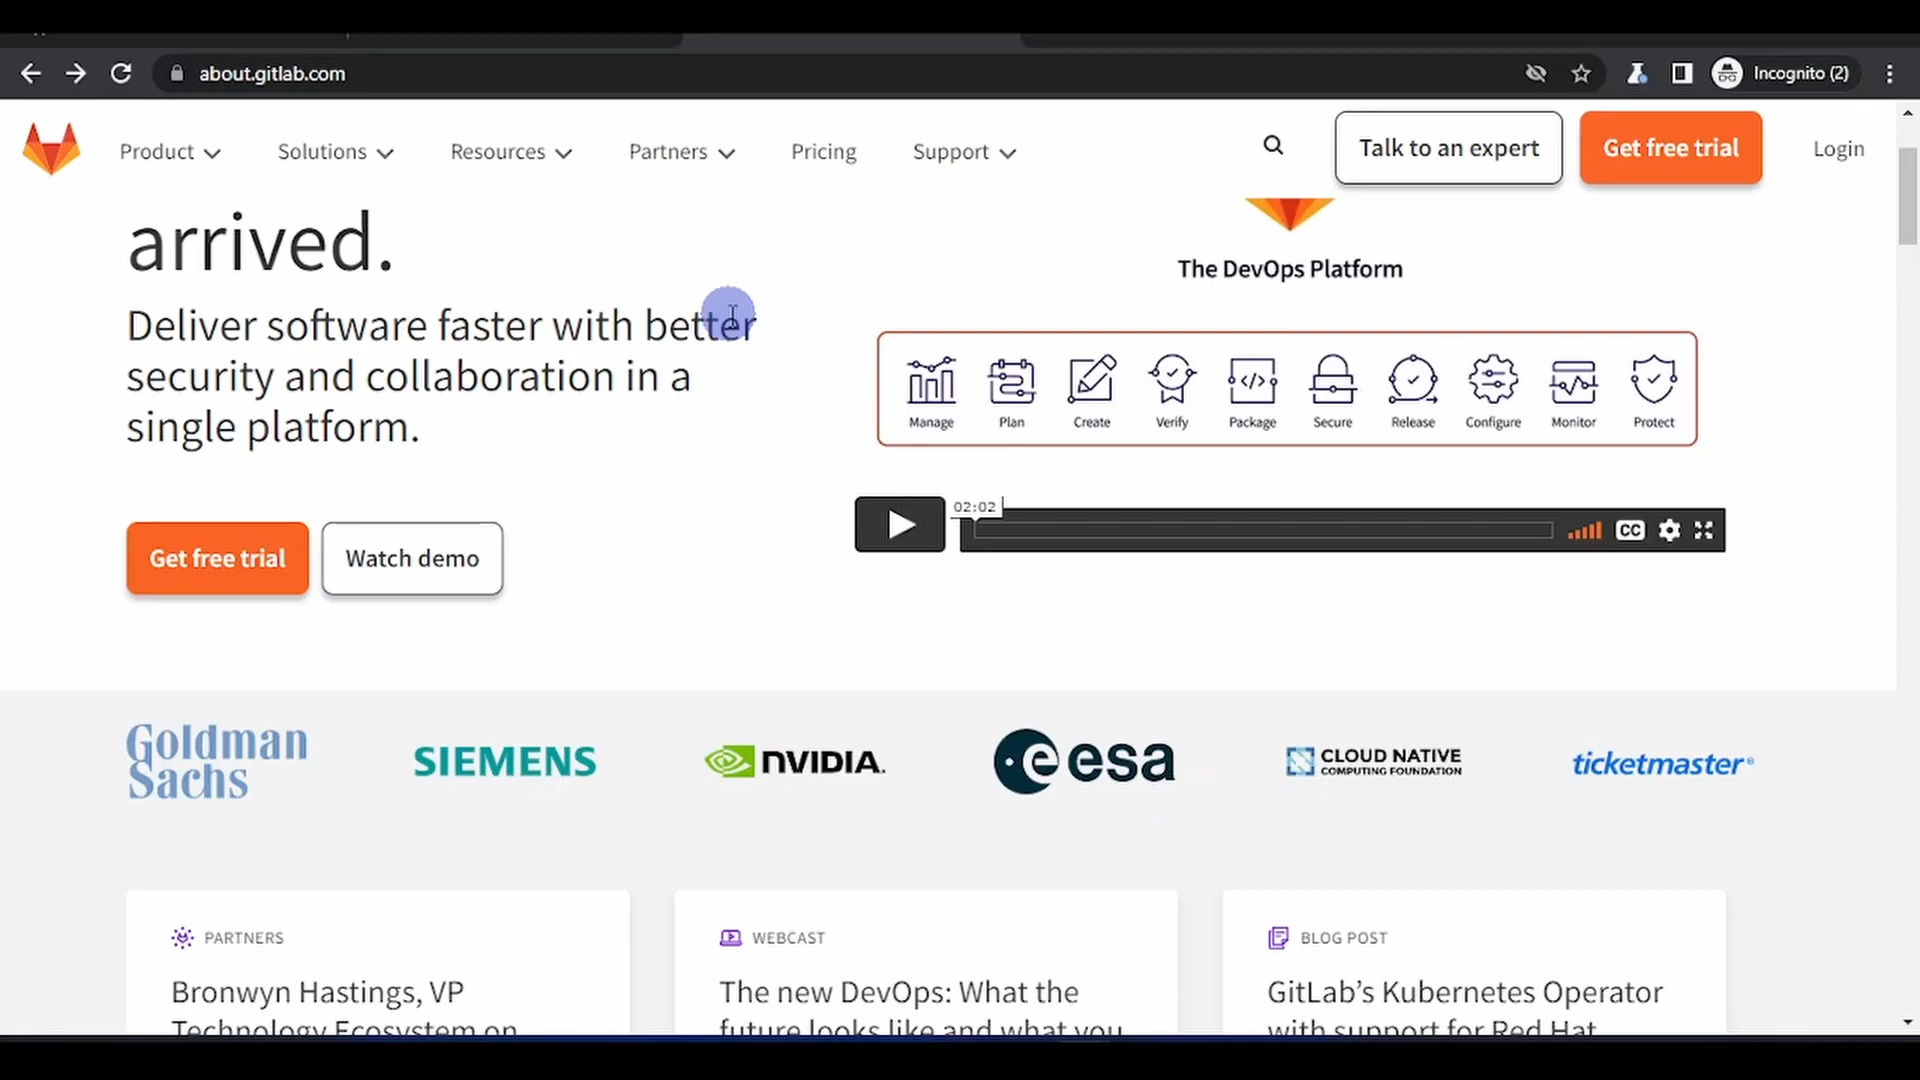 about.gitlab.com
Incognito (2)
Product
Solutions
Resources
Partners
Pricing
Support
Talk to an expert
Get free trial
Login
arrived.
Deliver software faster with better
security and collaboration in a
single platform.
Get free trial
Watch demo
The DevOps Platform
Manage
Plan
Create
Verify
Package
Secure
Release
Configure
Monitor
Protect
02:02
CC
Goldman
Sachs
SIEMENS
NVIDIA.
esa
CLOUD NATIVE
COMPUTING FOUNDATION
ticketmaster®
PARTNERS
Bronwyn Hastings, VP
Technology Ecosystem on
WEBCAST
The new DevOps: What the
future looks like and what you
BLOG POST
GitLab's Kubernetes Operator
with support for Red Hat